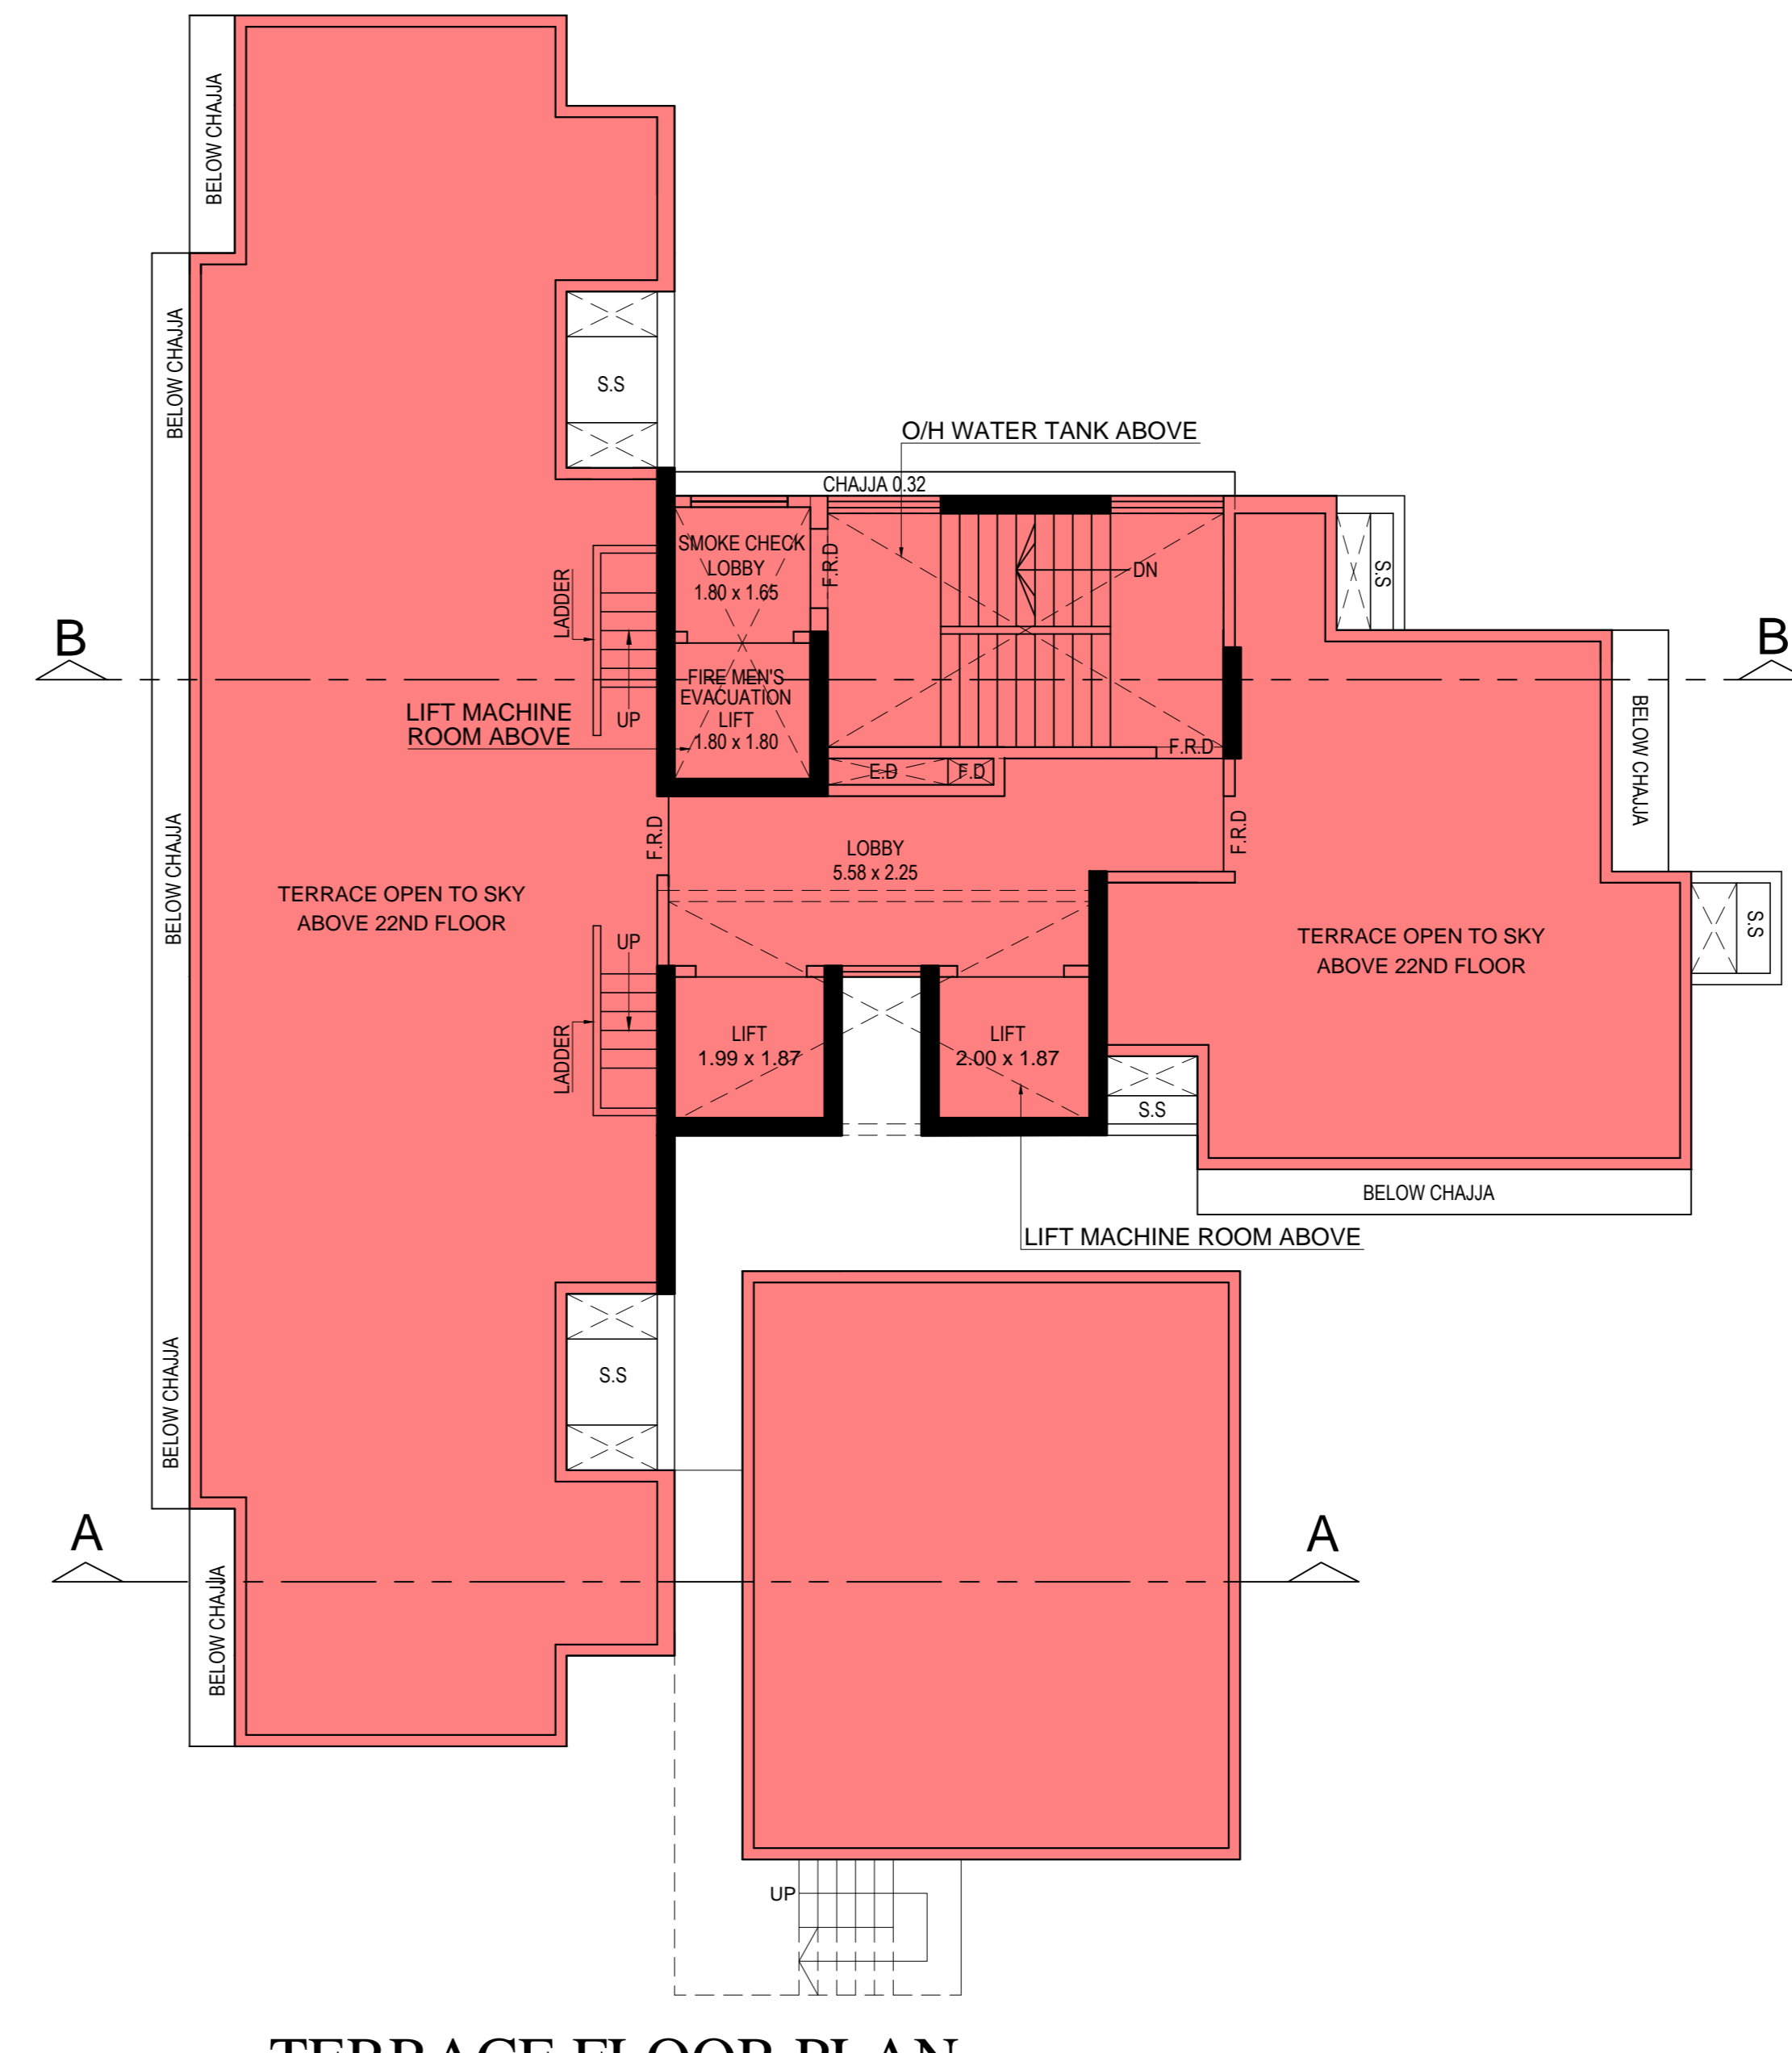 BELOW CHAJJA
BELOW CHAJJA
S.S
O/H WATER TANK ABOVE
CHAJJA 0.32
SMOKE CHECK
LOBBY
1.80 x 1.65
F.R.D
DN
S.S
LADDER
B
B
FIRE MEN'S
EVACUATION
LIFT
1.80 x 1.80
UP
LIFT MACHINE
ROOM ABOVE
F.R.D
E.D
F.D
BELOW CHAJJA
BELOW CHAJJA
F.R.D
F.R.D
LOBBY
5.58 x 2.25
TERRACE OPEN TO SKY
ABOVE 22ND FLOOR
UP
TERRACE OPEN TO SKY
ABOVE 22ND FLOOR
S.S
LADDER
LIFT
1.99 x 1.87
LIFT
2.00 x 1.87
S.S
BELOW CHAJJA
LIFT MACHINE ROOM ABOVE
BELOW CHAJJA
S.S
A
A
BELOW CHAJJA
UP
TERRACE FLOOR PLAN